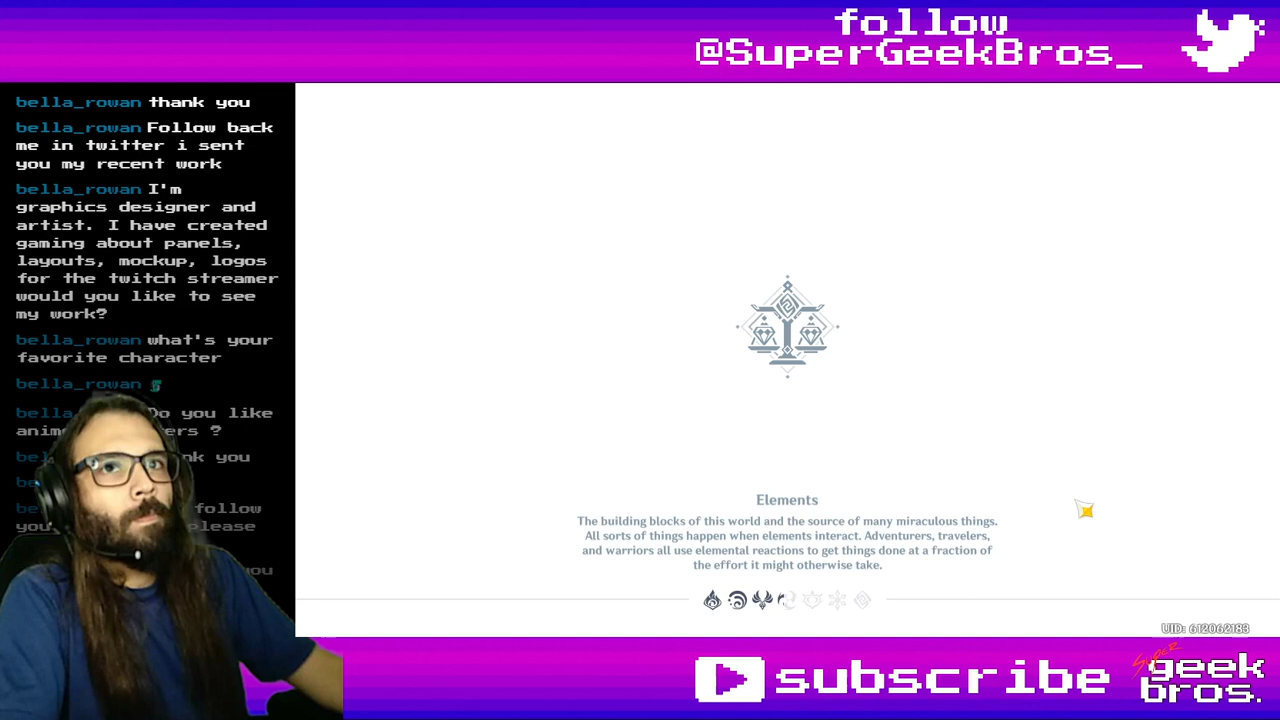 follow
@SuperGeekBros_
bella_rowan thank you
bella_rowan Follow back
me in twitter i sent
you my recent work
bella_rowan I'm
graphics designer and
artist. I have created
gaming about panels,
layouts, mockup, logos
for the twitch streamer
would you like to see
my work?
bella_rowan what's your
favorite character
bella_rowan
Do you like
?
you
follow
please
you
Elements
The building blocks of this world and the source of many miraculous things.
All sorts of things happen when elements interact. Adventurers, travelers,
and warriors all use elemental reactions to get things done at a fraction of
the effort it might otherwise take.
UID: 612062183
subscribe
SUPER
geek
bros.